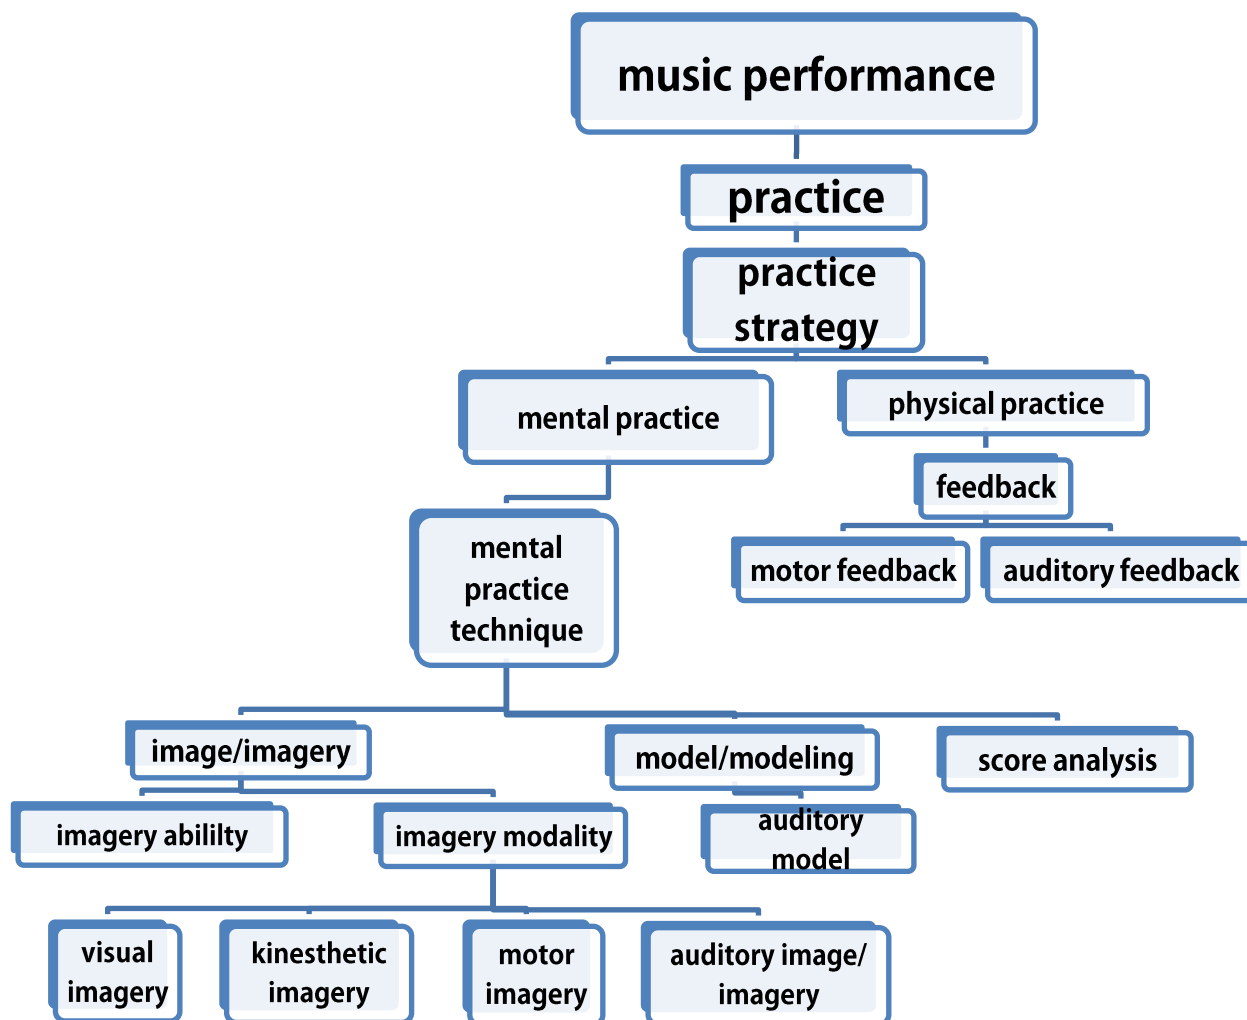 music performance
practice
practice
strategy
mental practice
physical practice
feedback
motor feedback
auditory feedback
mental
practice
technique
image/imagery
model/modeling
score analysis
imagery abililty
imagery modality
auditory
model
visual
imagery
kinesthetic
imagery
motor
imagery
auditory image/
imagery